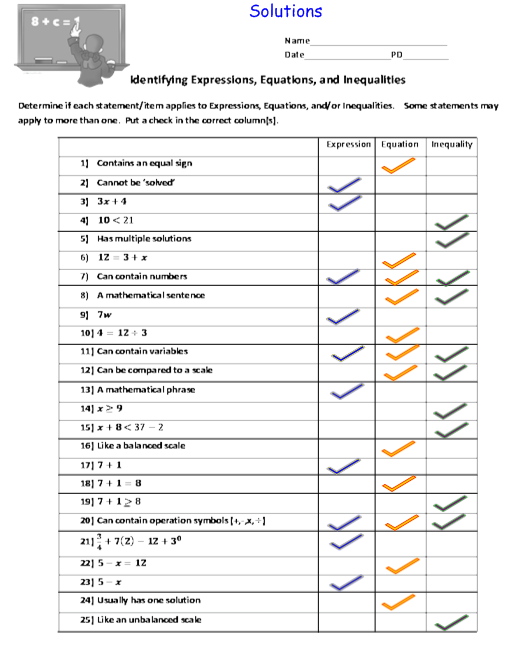 Solutions
8 + c = 1
Name
Date PD
Identifying Expressions, Equations, and Inequalities
Determine if each statement/item applies to Expressions, Equations, and/or Inequalities. Some statements may
apply to more than one. Put a check in the correct column(s).
Expression Equation Inequality
1) Contains an equal sign
2) Cannot be 'solved'
3) 3x + 4
4) 10 < 21
5) Has multiple solutions
6) 12 = 3 + x
7) Can contain numbers
8) A mathematical sentence
9) 7w
10) 4 = 12 ÷ 3
11) Can contain variables
12) Can be compared to a scale
13) A mathematical phrase
14) x ≥ 9
15) x + 8 < 37 − 2
16) Like a balanced scale
17) 7 + 1
18) 7 + 1 = 8
19) 7 + 1 ≥ 8
20) Can contain operation symbols (+,-,x,÷)
21) 3/4 + 7(2) − 12 + 3⁰
22) 5 − x = 12
23) 5 − x
24) Usually has one solution
25) Like an unbalanced scale